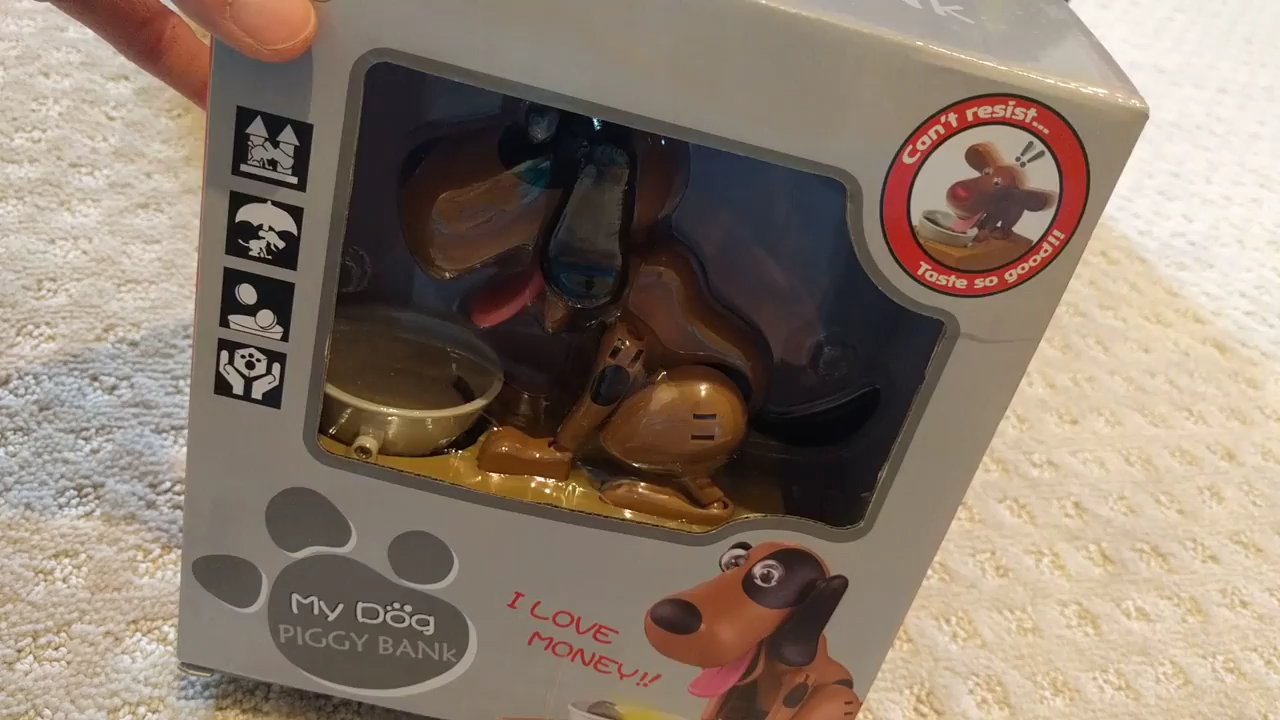 Can't resist...
Taste so good!!
My Dog
PIGGY BANK
I LOVE
MONEY!!